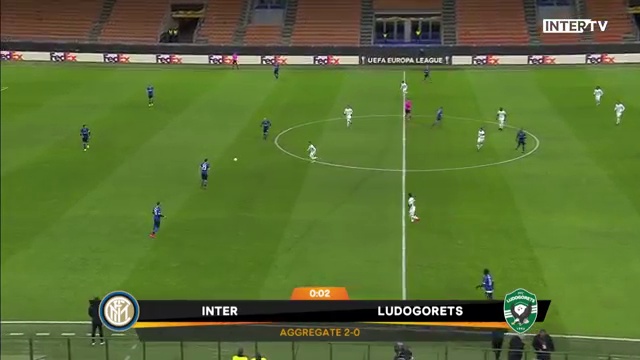 INTER TV
FedEx FedEx FedEx FedEx UEFA EUROPA LEAGUE FedEx FedEx FedEx FedEx
0:02
INTER LUDOGORETS
LUDOGORETS
AGGREGATE 2-0